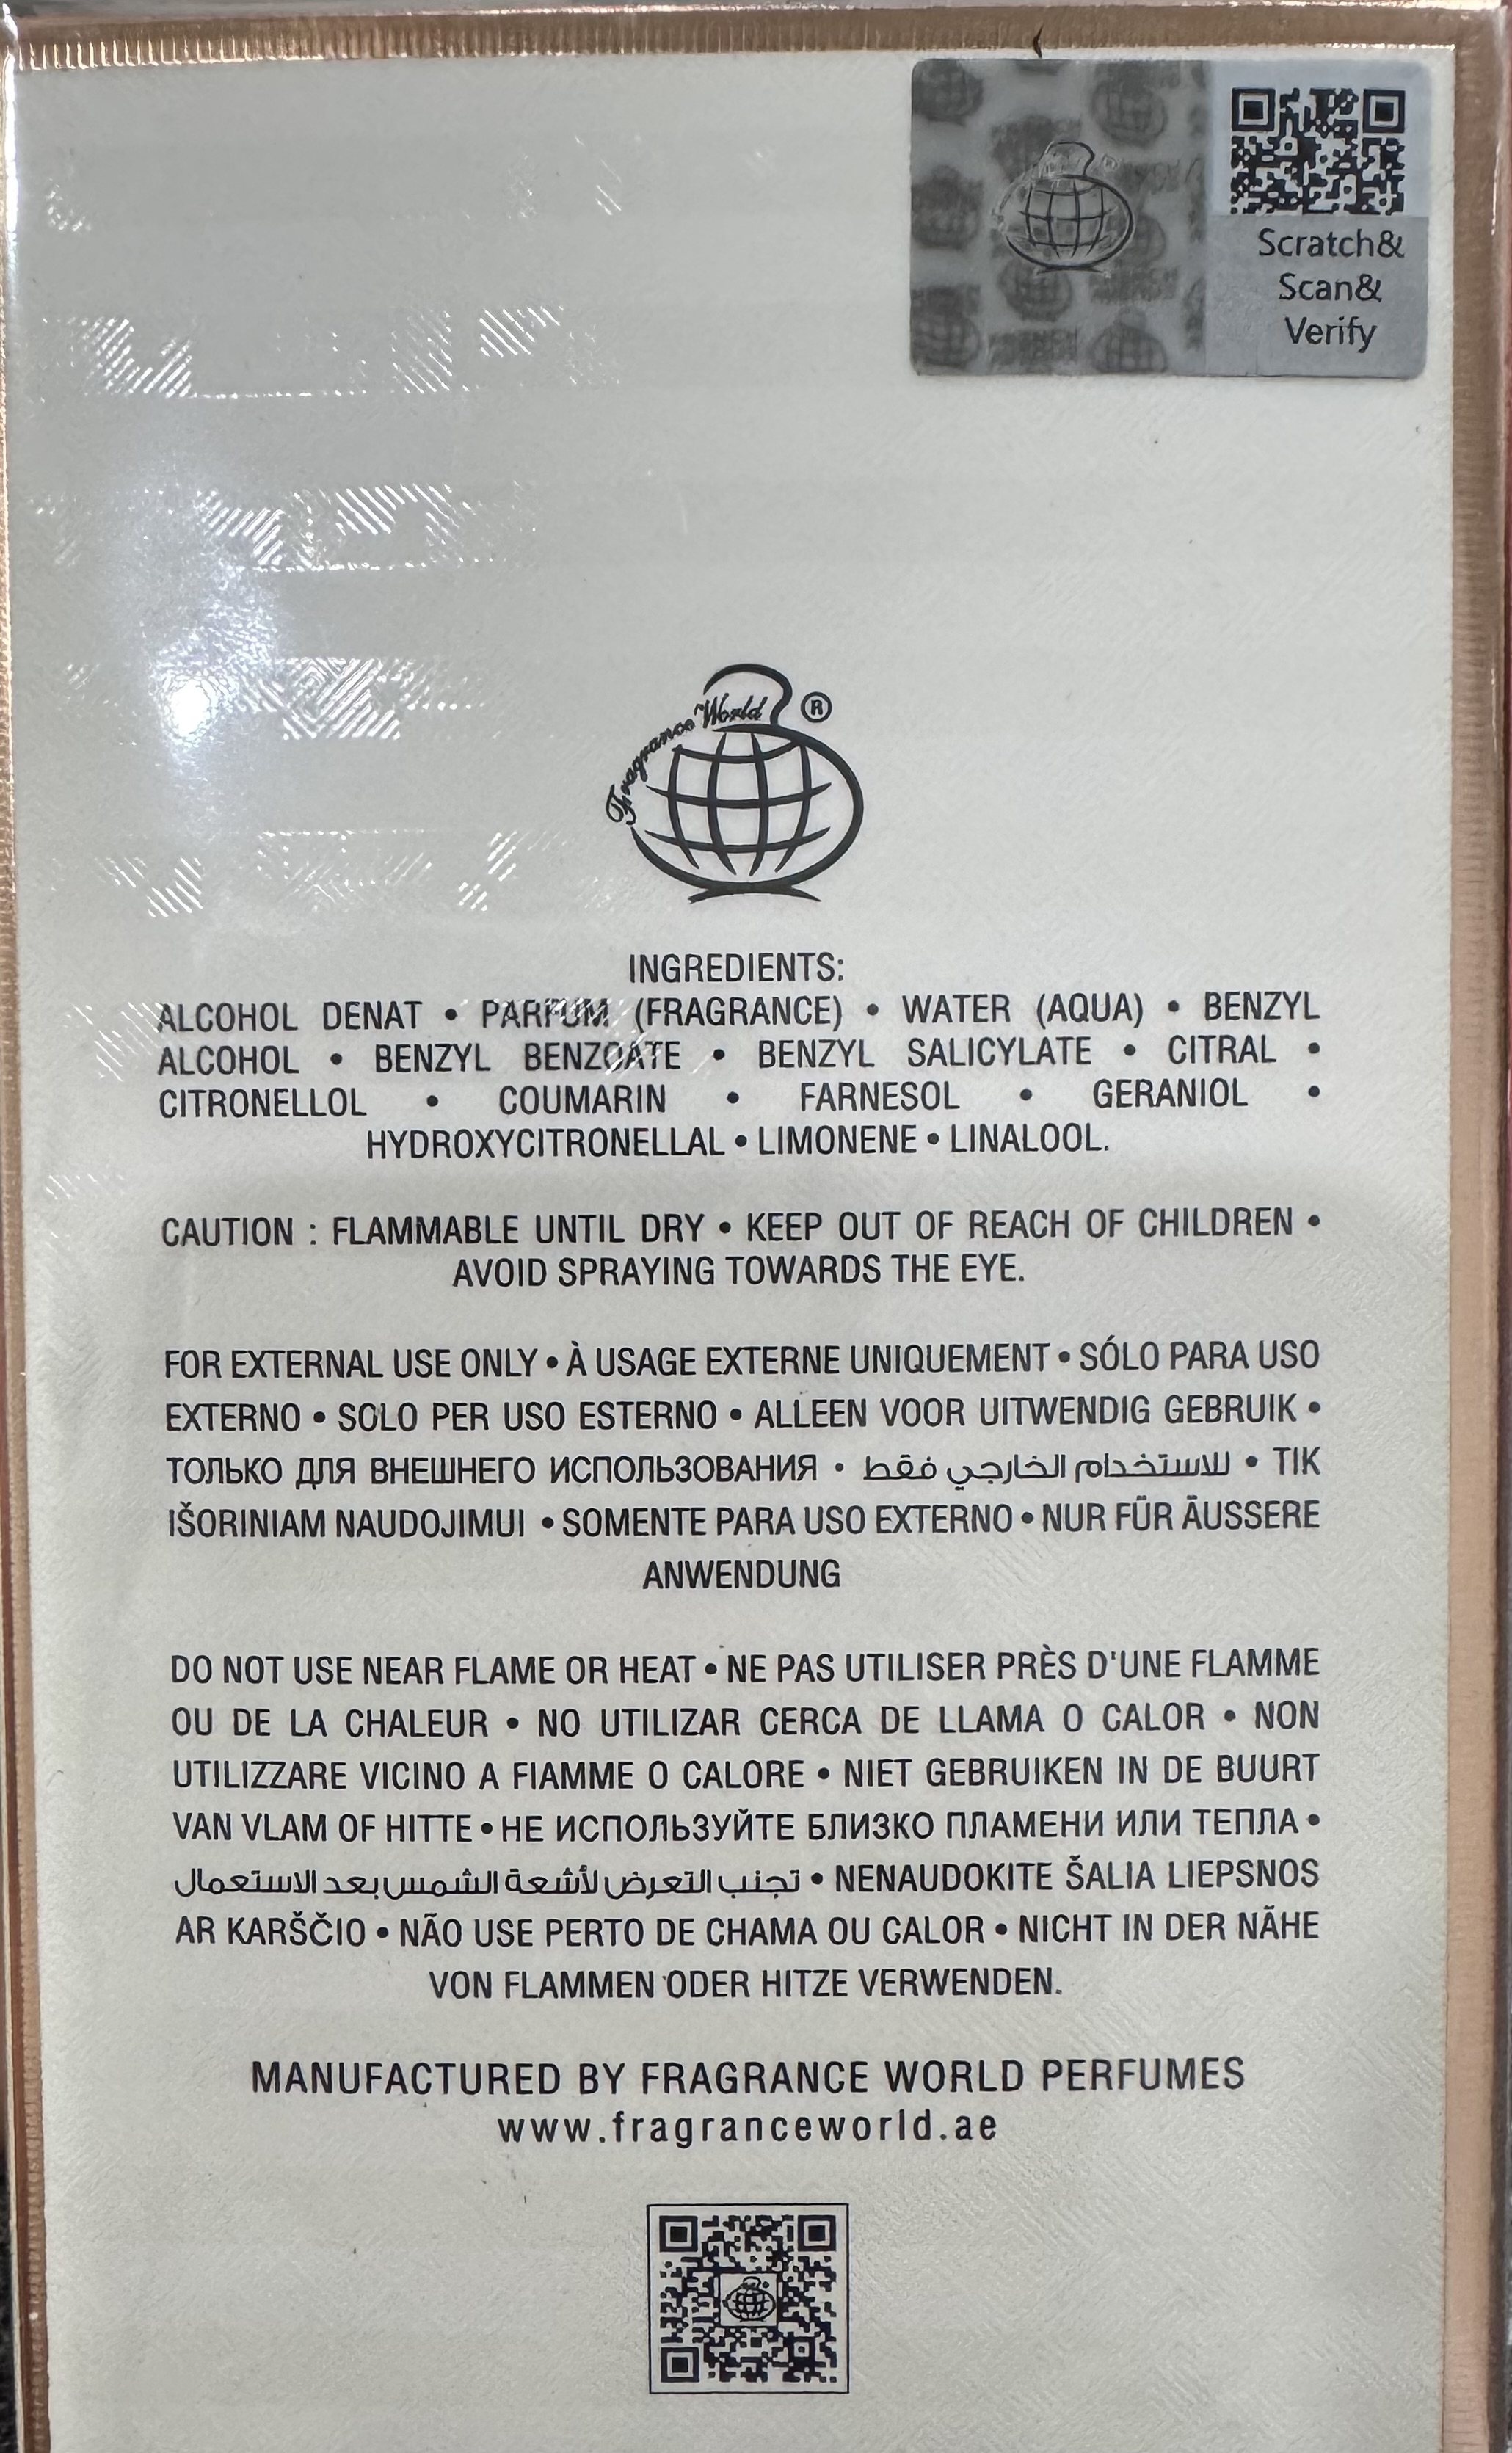 Scratch&
Scan&
Verify
Fragrance World ®
INGREDIENTS:
ALCOHOL DENAT • PARFUM (FRAGRANCE) • WATER (AQUA) • BENZYL
ALCOHOL • BENZYL BENZOATE • BENZYL SALICYLATE • CITRAL •
CITRONELLOL • COUMARIN • FARNESOL • GERANIOL •
HYDROXYCITRONELLAL • LIMONENE • LINALOOL.
CAUTION : FLAMMABLE UNTIL DRY • KEEP OUT OF REACH OF CHILDREN •
AVOID SPRAYING TOWARDS THE EYE.
FOR EXTERNAL USE ONLY • À USAGE EXTERNE UNIQUEMENT • SÓLO PARA USO
EXTERNO • SOLO PER USO ESTERNO • ALLEEN VOOR UITWENDIG GEBRUIK •
ТОЛЬКО ДЛЯ ВНЕШНЕГО ИСПОЛЬЗОВАНИЯ • للاستخدام الخارجي فقط • TIK
IŠORINIAM NAUDOJIMUI • SOMENTE PARA USO EXTERNO • NUR FÜR ÄUSSERE
ANWENDUNG
DO NOT USE NEAR FLAME OR HEAT • NE PAS UTILISER PRÈS D'UNE FLAMME
OU DE LA CHALEUR • NO UTILIZAR CERCA DE LLAMA O CALOR • NON
UTILIZZARE VICINO A FIAMME O CALORE • NIET GEBRUIKEN IN DE BUURT
VAN VLAM OF HITTE • НЕ ИСПОЛЬЗУЙТЕ БЛИЗКО ПЛАМЕНИ ИЛИ ТЕПЛА •
تجنب التعرض لأشعة الشمس بعد الاستعمال • NENAUDOKITE ŠALIA LIEPSNOS
AR KARŠČIO • NÃO USE PERTO DE CHAMA OU CALOR • NICHT IN DER NÄHE
VON FLAMMEN ODER HITZE VERWENDEN.
MANUFACTURED BY FRAGRANCE WORLD PERFUMES
www.fragranceworld.ae